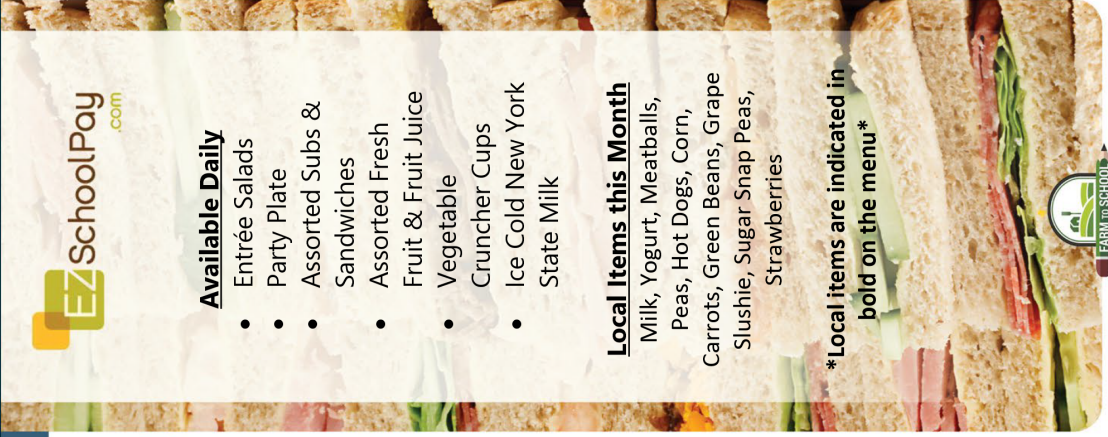 EZSchoolPay
.com
Available Daily
• Entrée Salads
• Party Plate
• Assorted Subs &
Sandwiches
• Assorted Fresh
Fruit & Fruit Juice
• Vegetable
Cruncher Cups
• Ice Cold New York
State Milk
Local Items this Month
Milk, Yogurt, Meatballs,
Peas, Hot Dogs, Corn,
Carrots, Green Beans, Grape
Slushie, Sugar Snap Peas,
Strawberries
*Local items are indicated in
bold on the menu*
FARM to SCHOOL